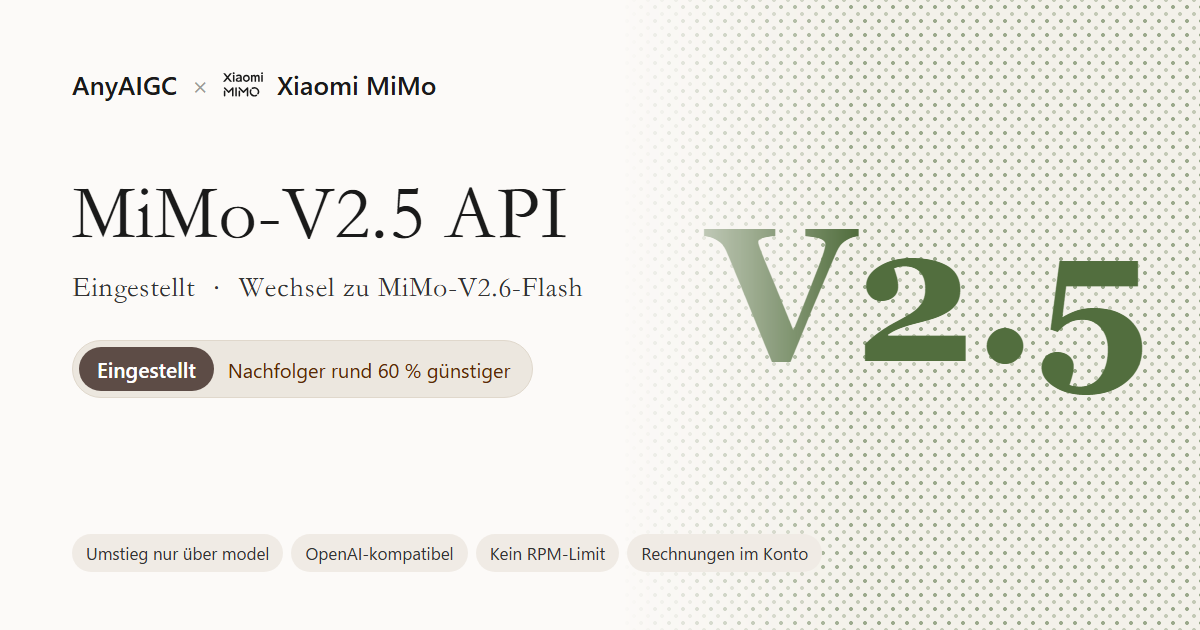 AnyAIGC × Xiaomi MIMO Xiaomi MiMo
MiMo-V2.5 API
Eingestellt · Wechsel zu MiMo-V2.6-Flash
Eingestellt Nachfolger rund 60 % günstiger
V2.5
Umstieg nur über model OpenAI-kompatibel Kein RPM-Limit Rechnungen im Konto